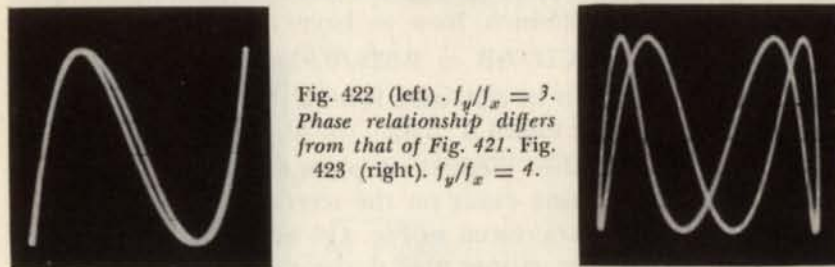 Fig. 422 (left). fy/fx = 3.
Phase relationship differs
from that of Fig. 421. Fig.
423 (right). fy/fx = 4.